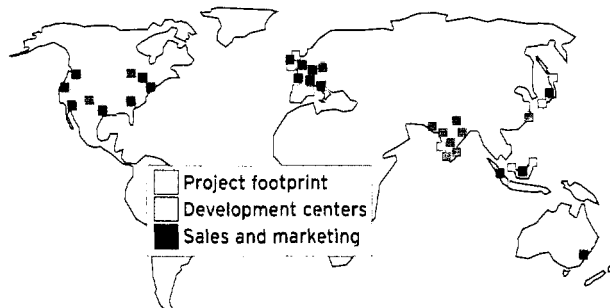 Project footprint
Development centers
Sales and marketing